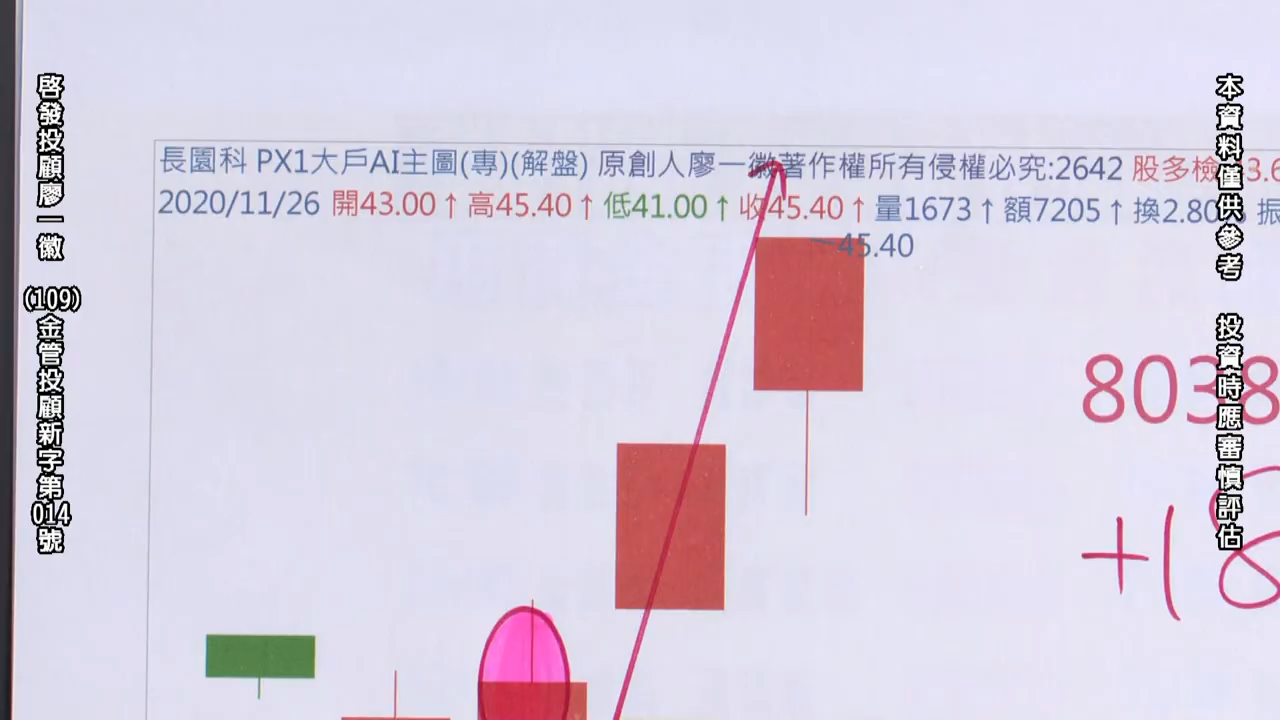 啓發投顧廖一徽 (109)金管投顧新字第014號
長園科 PX1大戶AI主圖(專)(解盤) 原創人廖一徽著作權所有侵權必究:2642 股多檢
2020/11/26 開43.00↑ 高45.40↑ 低41.00↑ 收45.40↑ 量1673↑ 額7205↑ 換2.80% 振
45.40
8038
+18
本資料僅供參考 投資時應審慎評估